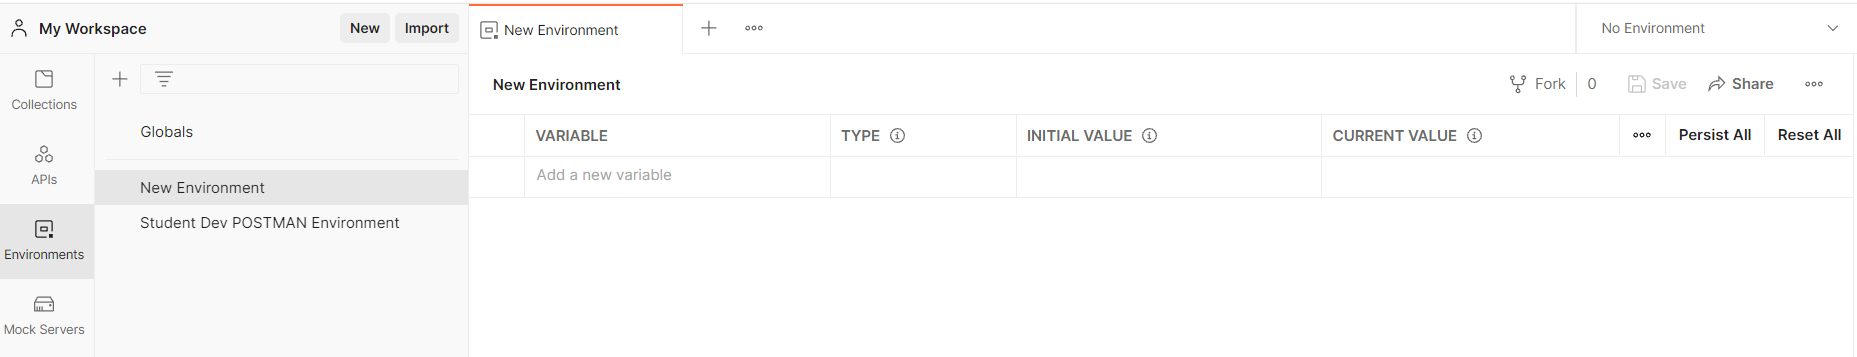 My Workspace
New
Import
New Environment
No Environment
Collections
APIs
Environments
Mock Servers
Globals
New Environment
Student Dev POSTMAN Environment
New Environment
Fork
0
Save
Share
VARIABLE
TYPE
INITIAL VALUE
CURRENT VALUE
Persist All
Reset All
Add a new variable